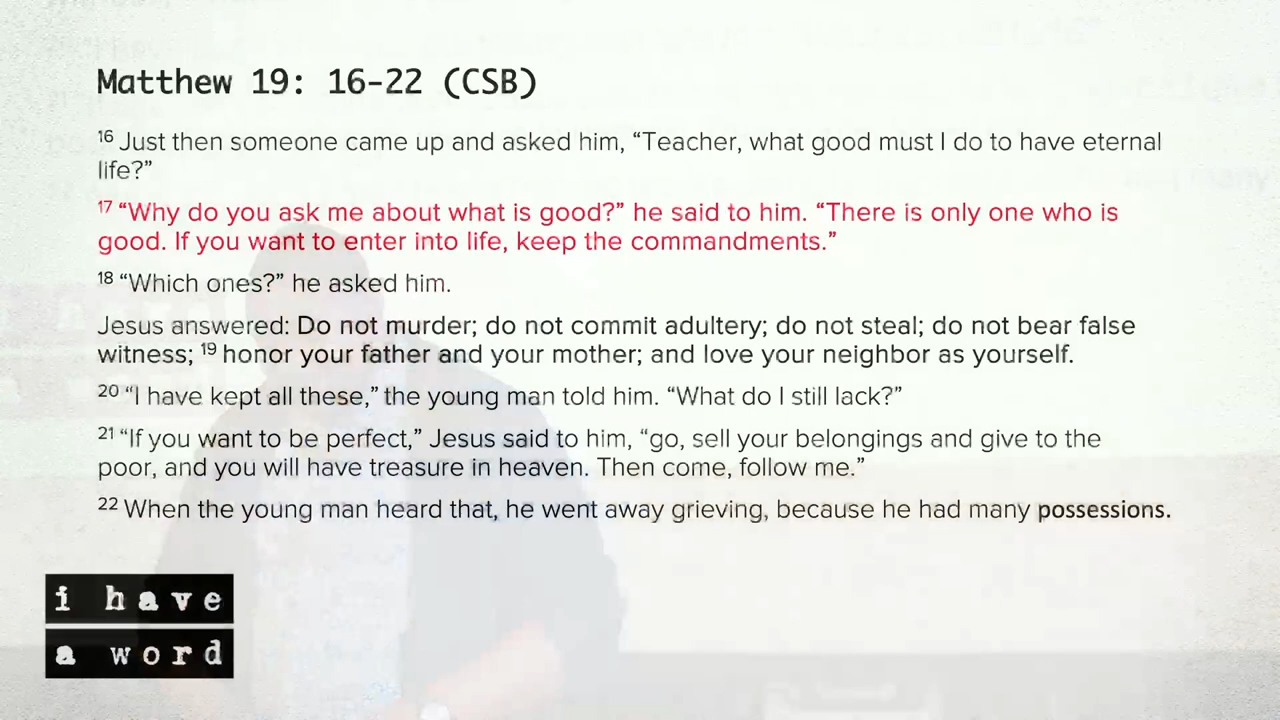 Matthew 19: 16-22 (CSB)
16 Just then someone came up and asked him, “Teacher, what good must I do to have eternal
life?”
17 “Why do you ask me about what is good?” he said to him. “There is only one who is
good. If you want to enter into life, keep the commandments.”
18 “Which ones?” he asked him.
Jesus answered: Do not murder; do not commit adultery; do not steal; do not bear false
witness; 19 honor your father and your mother; and love your neighbor as yourself.
20 “I have kept all these,” the young man told him. “What do I still lack?”
21 “If you want to be perfect,” Jesus said to him, “go, sell your belongings and give to the
poor, and you will have treasure in heaven. Then come, follow me.”
22 When the young man heard that, he went away grieving, because he had many possessions.
i have
a word